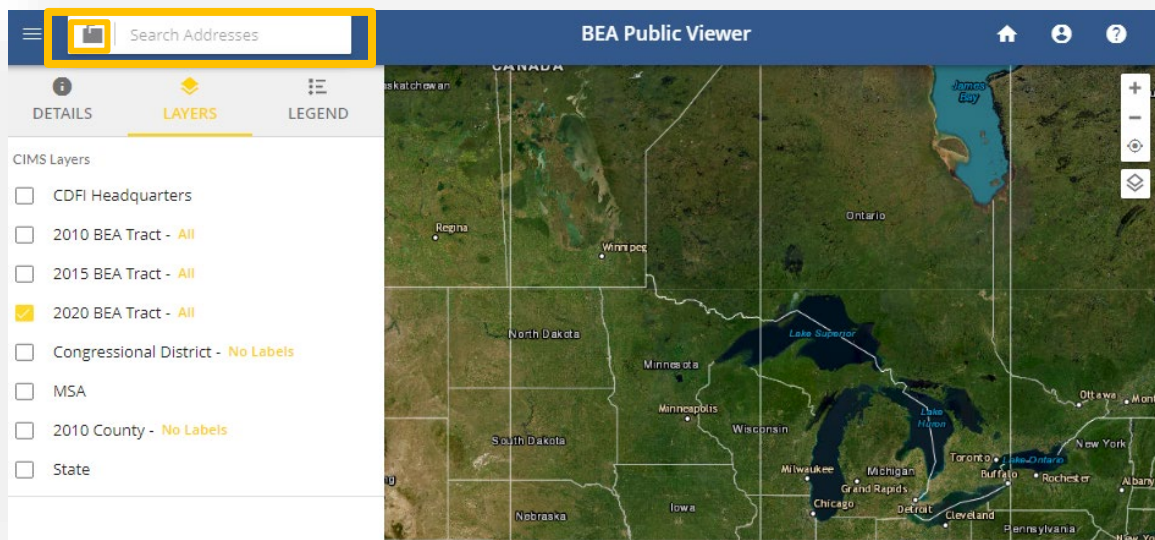 Search Addresses
BEA Public Viewer
DETAILS
LAYERS
LEGEND
CIMS Layers
CDFI Headquarters
2010 BEA Tract - All
2015 BEA Tract - All
2020 BEA Tract - All
Congressional District - No Labels
MSA
2010 County - No Labels
State
CANADA
James
Bay
Regina
Winnipeg
Ontario
North Dakota
Lake Superior
Minnesota
Ottawa
Minneapolis
Lake
Huron
Wisconsin
South Dakota
New York
Toronto
Lake Ontario
Milwaukee
Michigan
Buffalo
Rochester
Albany
Grand Rapids
Chicago
Detroit
Cleveland
Nebraska
Iowa
Pennsylvania